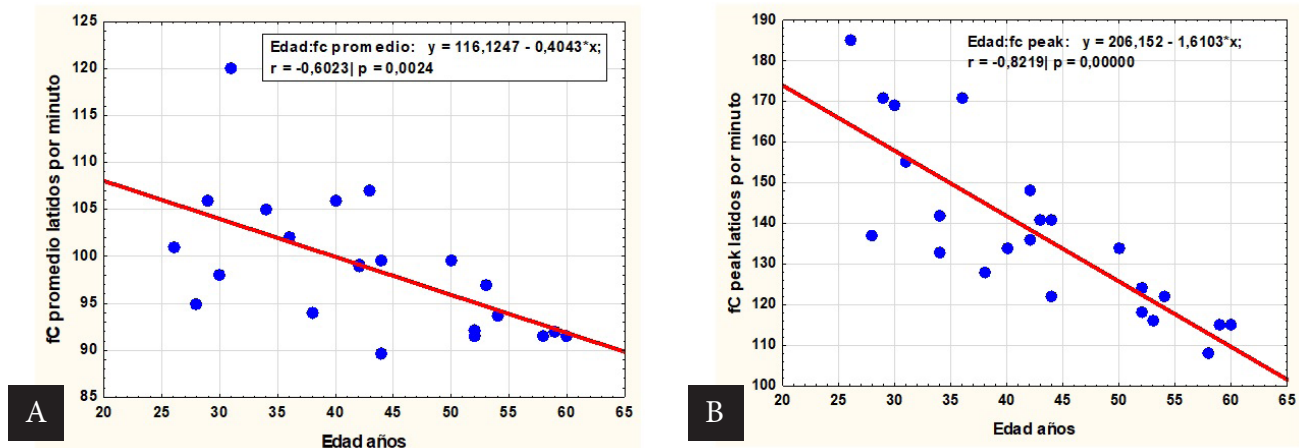 Edad:fc promedio: y = 116,1247 - 0,4043*x;
r = -0,6023| p = 0,0024
fC promedio latidos por minuto
125
120
115
110
105
100
95
90
85
20 25 30 35 40 45 50 55 60 65
Edad años
A
Edad:fc peak: y = 206,152 - 1,6103*x;
r = -0,8219| p = 0,00000
fC peak latidos por minuto
190
180
170
160
150
140
130
120
110
100
20 25 30 35 40 45 50 55 60 65
Edad años
B